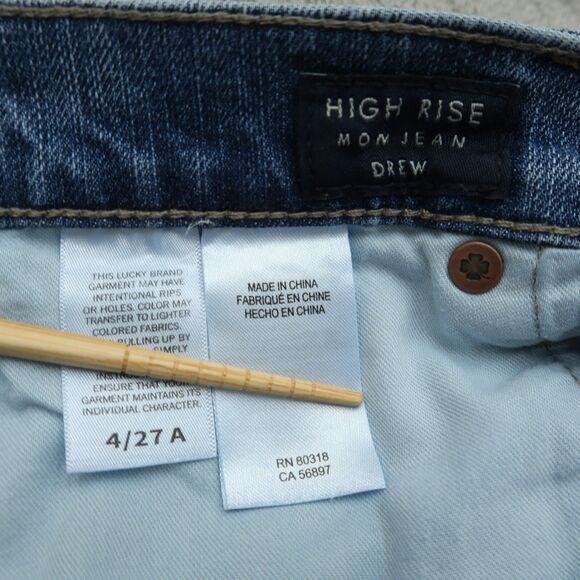 HIGH RISE
MON JEAN
DREW
THIS LUCKY BRAND
GARMENT MAY HAVE
INTENTIONAL RIPS
OR HOLES. COLOR MAY
TRANSFER TO LIGHTER
COLORED FABRICS.
PULLING UP BY
SIMPLY
ENSURE THAT YOUR
GARMENT MAINTAINS ITS
INDIVIDUAL CHARACTER.
4/27 A
MADE IN CHINA
FABRIQUÉ EN CHINE
HECHO EN CHINA
RN 80318
CA 56897